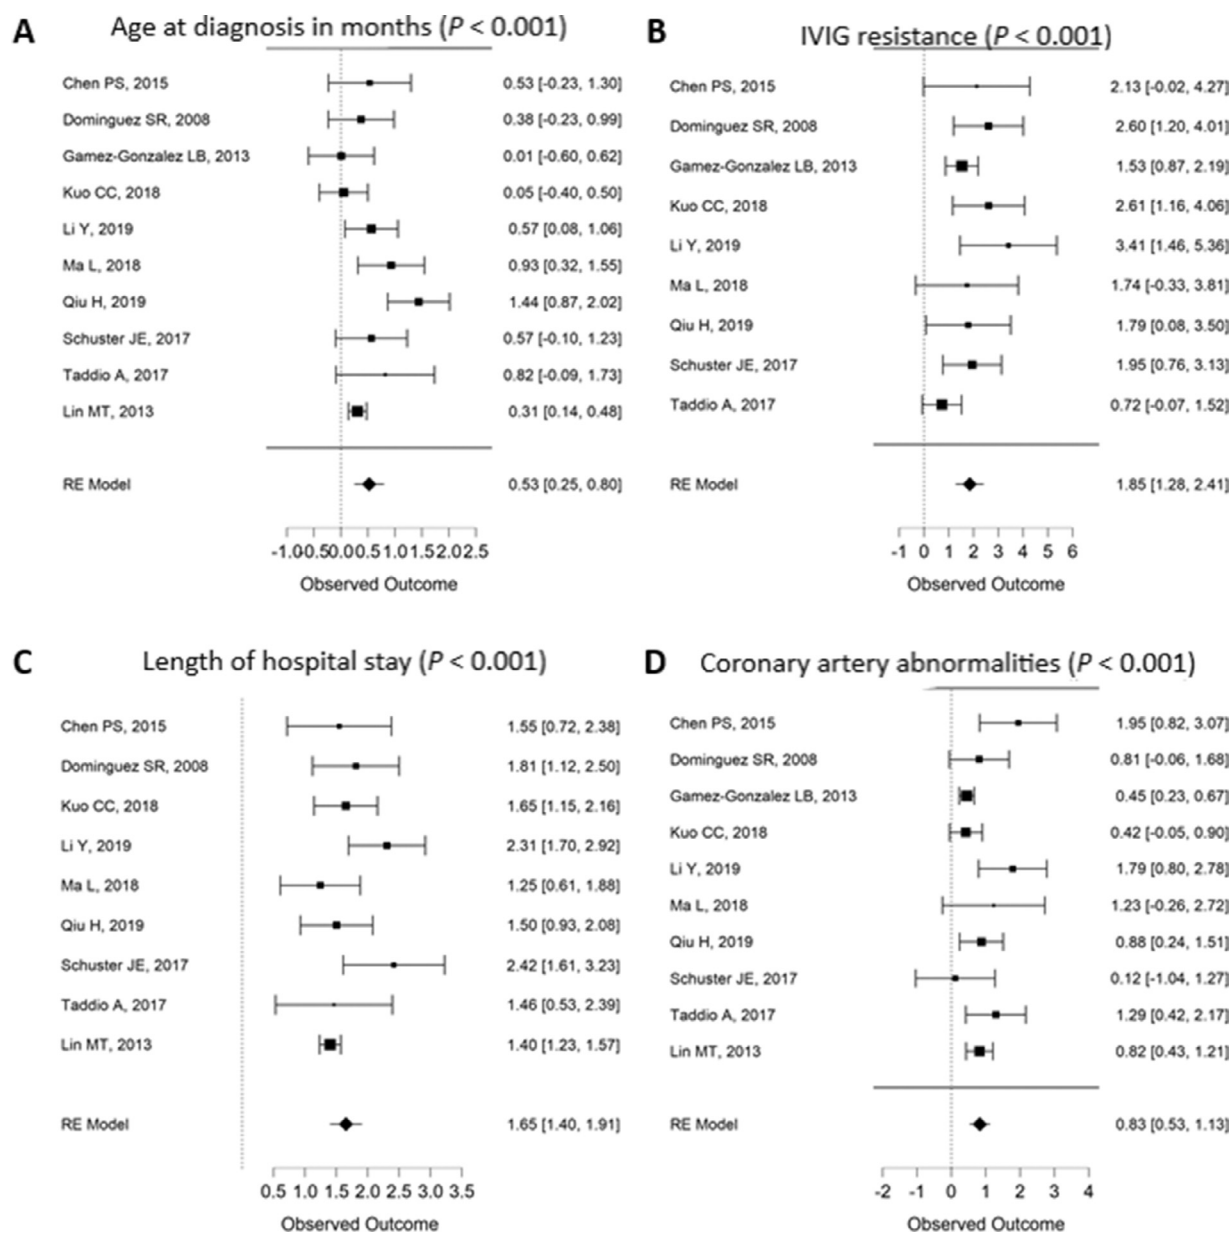 A Age at diagnosis in months (P < 0.001)
Chen PS, 2015 0.53 [-0.23, 1.30]
Dominguez SR, 2008 0.38 [-0.23, 0.99]
Gamez-Gonzalez LB, 2013 0.01 [-0.60, 0.62]
Kuo CC, 2018 0.05 [-0.40, 0.50]
Li Y, 2019 0.57 [0.08, 1.06]
Ma L, 2018 0.93 [0.32, 1.55]
Qiu H, 2019 1.44 [0.87, 2.02]
Schuster JE, 2017 0.57 [-0.10, 1.23]
Taddio A, 2017 0.82 [-0.09, 1.73]
Lin MT, 2013 0.31 [0.14, 0.48]
RE Model 0.53 [0.25, 0.80]
-1.0 -0.5 0.0 0.5 1.0 1.5 2.0 2.5
Observed Outcome
B IVIG resistance (P < 0.001)
Chen PS, 2015 2.13 [-0.02, 4.27]
Dominguez SR, 2008 2.60 [1.20, 4.01]
Gamez-Gonzalez LB, 2013 1.53 [0.87, 2.19]
Kuo CC, 2018 2.61 [1.16, 4.06]
Li Y, 2019 3.41 [1.46, 5.36]
Ma L, 2018 1.74 [-0.33, 3.81]
Qiu H, 2019 1.79 [0.08, 3.50]
Schuster JE, 2017 1.95 [0.76, 3.13]
Taddio A, 2017 0.72 [-0.07, 1.52]
RE Model 1.85 [1.28, 2.41]
-1 0 1 2 3 4 5 6
Observed Outcome
C Length of hospital stay (P < 0.001)
Chen PS, 2015 1.55 [0.72, 2.38]
Dominguez SR, 2008 1.81 [1.12, 2.50]
Kuo CC, 2018 1.65 [1.15, 2.16]
Li Y, 2019 2.31 [1.70, 2.92]
Ma L, 2018 1.25 [0.61, 1.88]
Qiu H, 2019 1.50 [0.93, 2.08]
Schuster JE, 2017 2.42 [1.61, 3.23]
Taddio A, 2017 1.46 [0.53, 2.39]
Lin MT, 2013 1.40 [1.23, 1.57]
RE Model 1.65 [1.40, 1.91]
0.5 1.0 1.5 2.0 2.5 3.0 3.5
Observed Outcome
D Coronary artery abnormalities (P < 0.001)
Chen PS, 2015 1.95 [0.82, 3.07]
Dominguez SR, 2008 0.81 [-0.06, 1.68]
Gamez-Gonzalez LB, 2013 0.45 [0.23, 0.67]
Kuo CC, 2018 0.42 [-0.05, 0.90]
Li Y, 2019 1.79 [0.80, 2.78]
Ma L, 2018 1.23 [-0.26, 2.72]
Qiu H, 2019 0.88 [0.24, 1.51]
Schuster JE, 2017 0.12 [-1.04, 1.27]
Taddio A, 2017 1.29 [0.42, 2.17]
Lin MT, 2013 0.82 [0.43, 1.21]
RE Model 0.83 [0.53, 1.13]
-2 -1 0 1 2 3 4
Observed Outcome